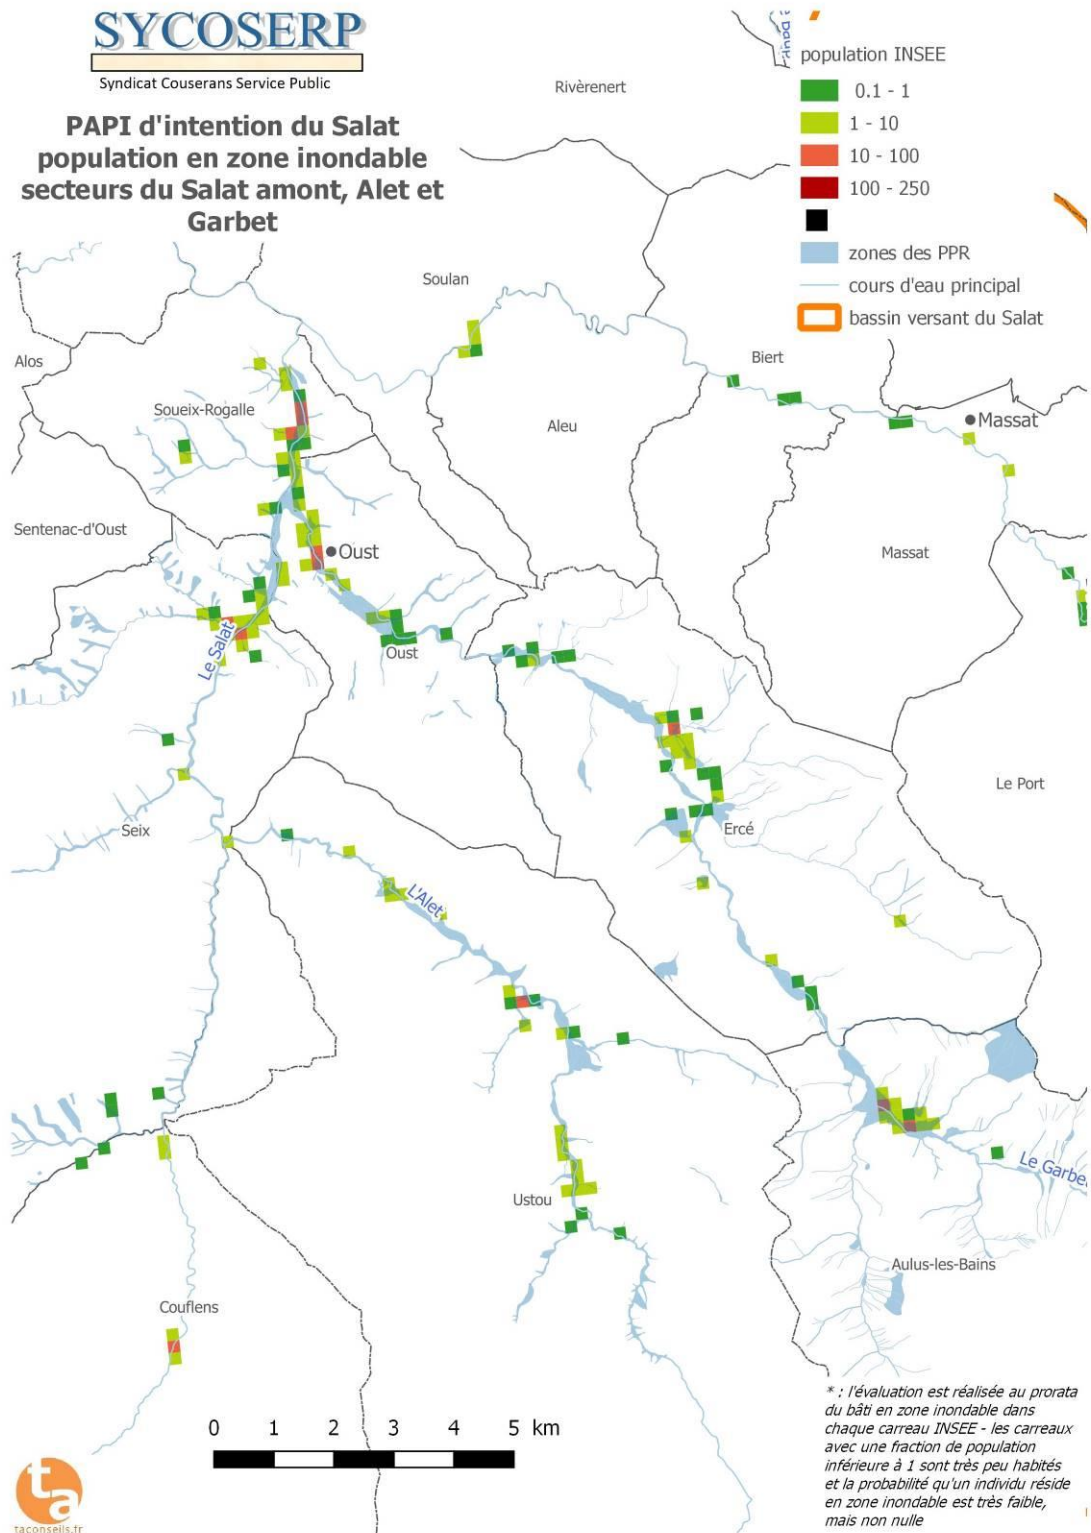 SYCOSERP
Syndicat Couserans Service Public
PAPI d'intention du Salat
population en zone inondable
secteurs du Salat amont, Alet et
Garbet
population INSEE
0.1 - 1
1 - 10
10 - 100
100 - 250
zones des PPR
cours d'eau principal
bassin versant du Salat
Rivèrenert
Soulan
Alos
Biert
Soueix-Rogalle
Massat
Aleu
Sentenac-d'Oust
Oust
Massat
Le Salat
Oust
Le Port
Seix
Ercé
L'Alet
Le Garbe
Ustou
Aulus-les-Bains
Couflens
* : l'évaluation est réalisée au prorata
du bâti en zone inondable dans
chaque carreau INSEE - les carreaux
avec une fraction de population
inférieure à 1 sont très peu habités
et la probabilité qu'un individu réside
en zone inondable est très faible,
mais non nulle
0 1 2 3 4 5 km
ta
taconseils.fr